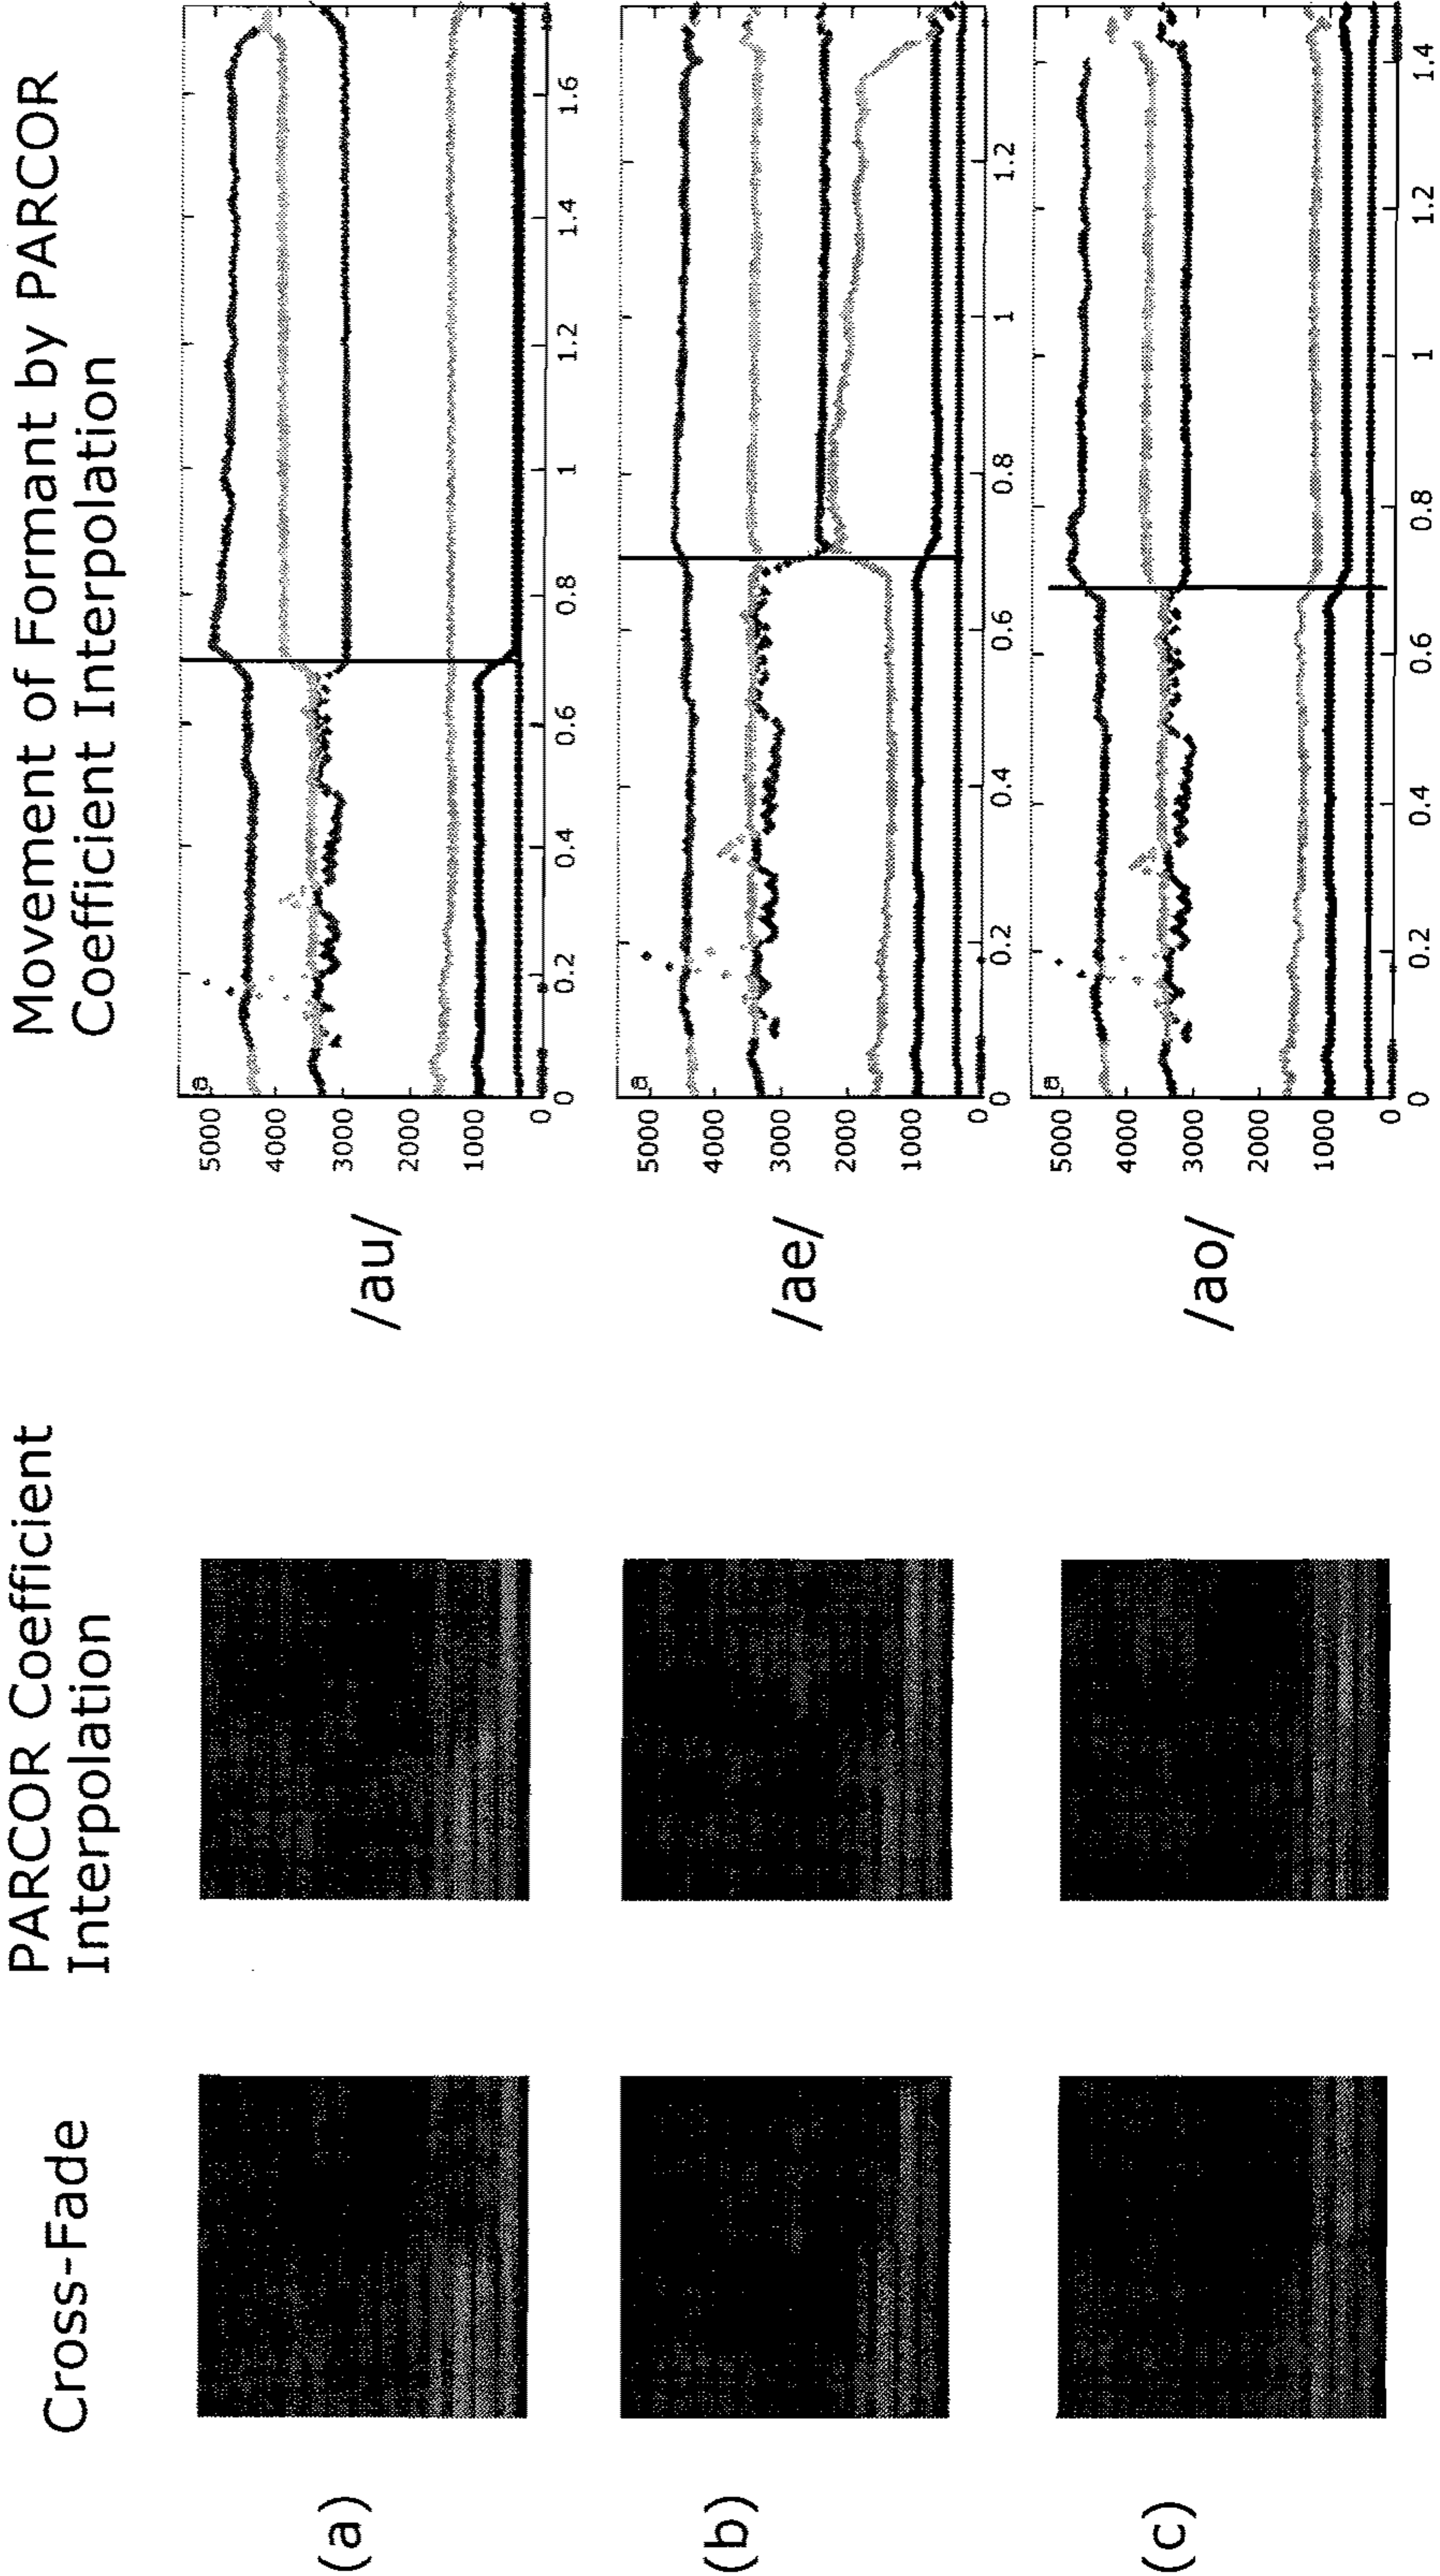 Cross-Fade
PARCOR Coefficient
Interpolation
Movement of Formant by PARCOR
Coefficient Interpolation
(a)
/au/
a
5000
4000
3000
2000
1000
0
0 0.2 0.4 0.6 0.8 1 1.2 1.4 1.6
(b)
/ae/
a
5000
4000
3000
2000
1000
0
0 0.2 0.4 0.6 0.8 1 1.2
(c)
/ao/
a
5000
4000
3000
2000
1000
0
0 0.2 0.4 0.6 0.8 1 1.2 1.4